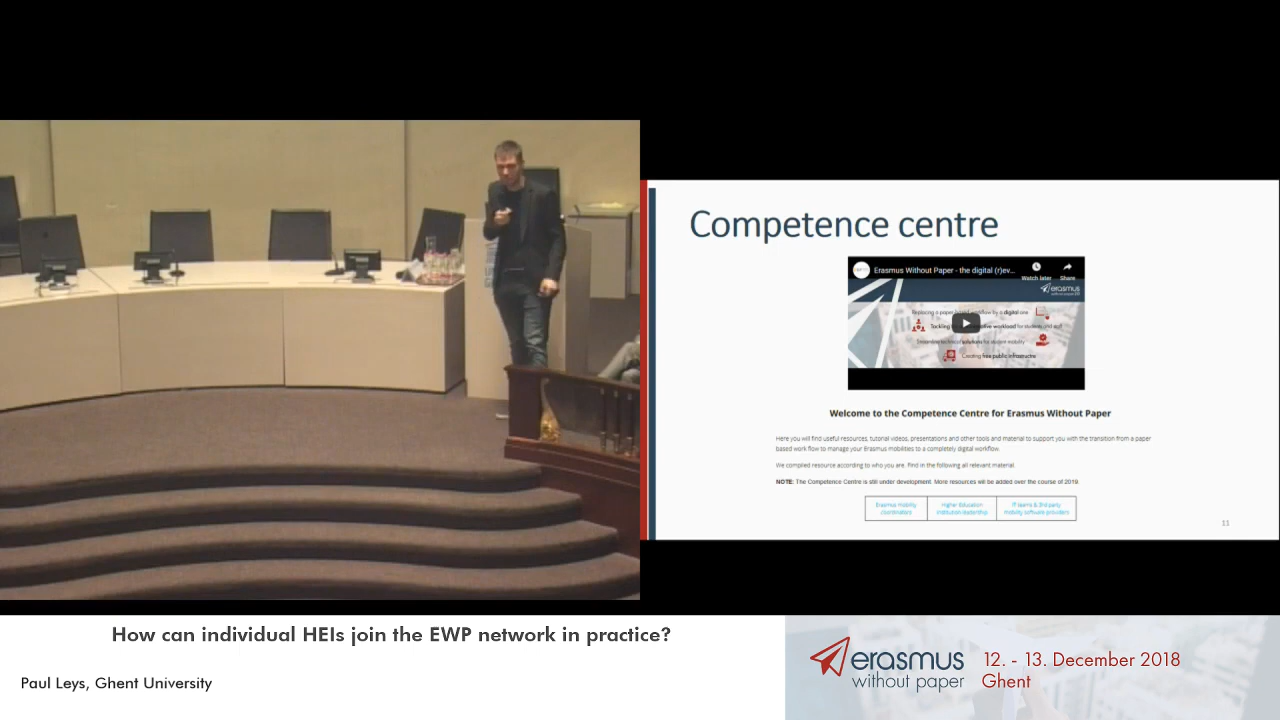 Competence centre
Erasmus Without Paper - the digital (r)ev...
Watch later
Share
erasmus
Replacing a paper based workflow by a digital one
Streamline technical solutions for student mobility
Creating free public infrastructure
Welcome to the Competence Centre for Erasmus Without Paper
Here you will find useful resources, tutorial videos, presentations and other tools and material to support you with the transition from a paper
based work flow to manage your Erasmus mobilities to a completely digital workflow.
We compiled resource according to who you are. Find in the following all relevant material.
NOTE: The Competence Centre is still under development. More resources will be added over the course of 2019.
Erasmus mobility
coordinators
Higher Education
institution leadership
IT teams & 3rd party
mobility software providers
11
How can individual HEIs join the EWP network in practice?
Paul Leys, Ghent University
erasmus
without paper
12. - 13. December 2018
Ghent